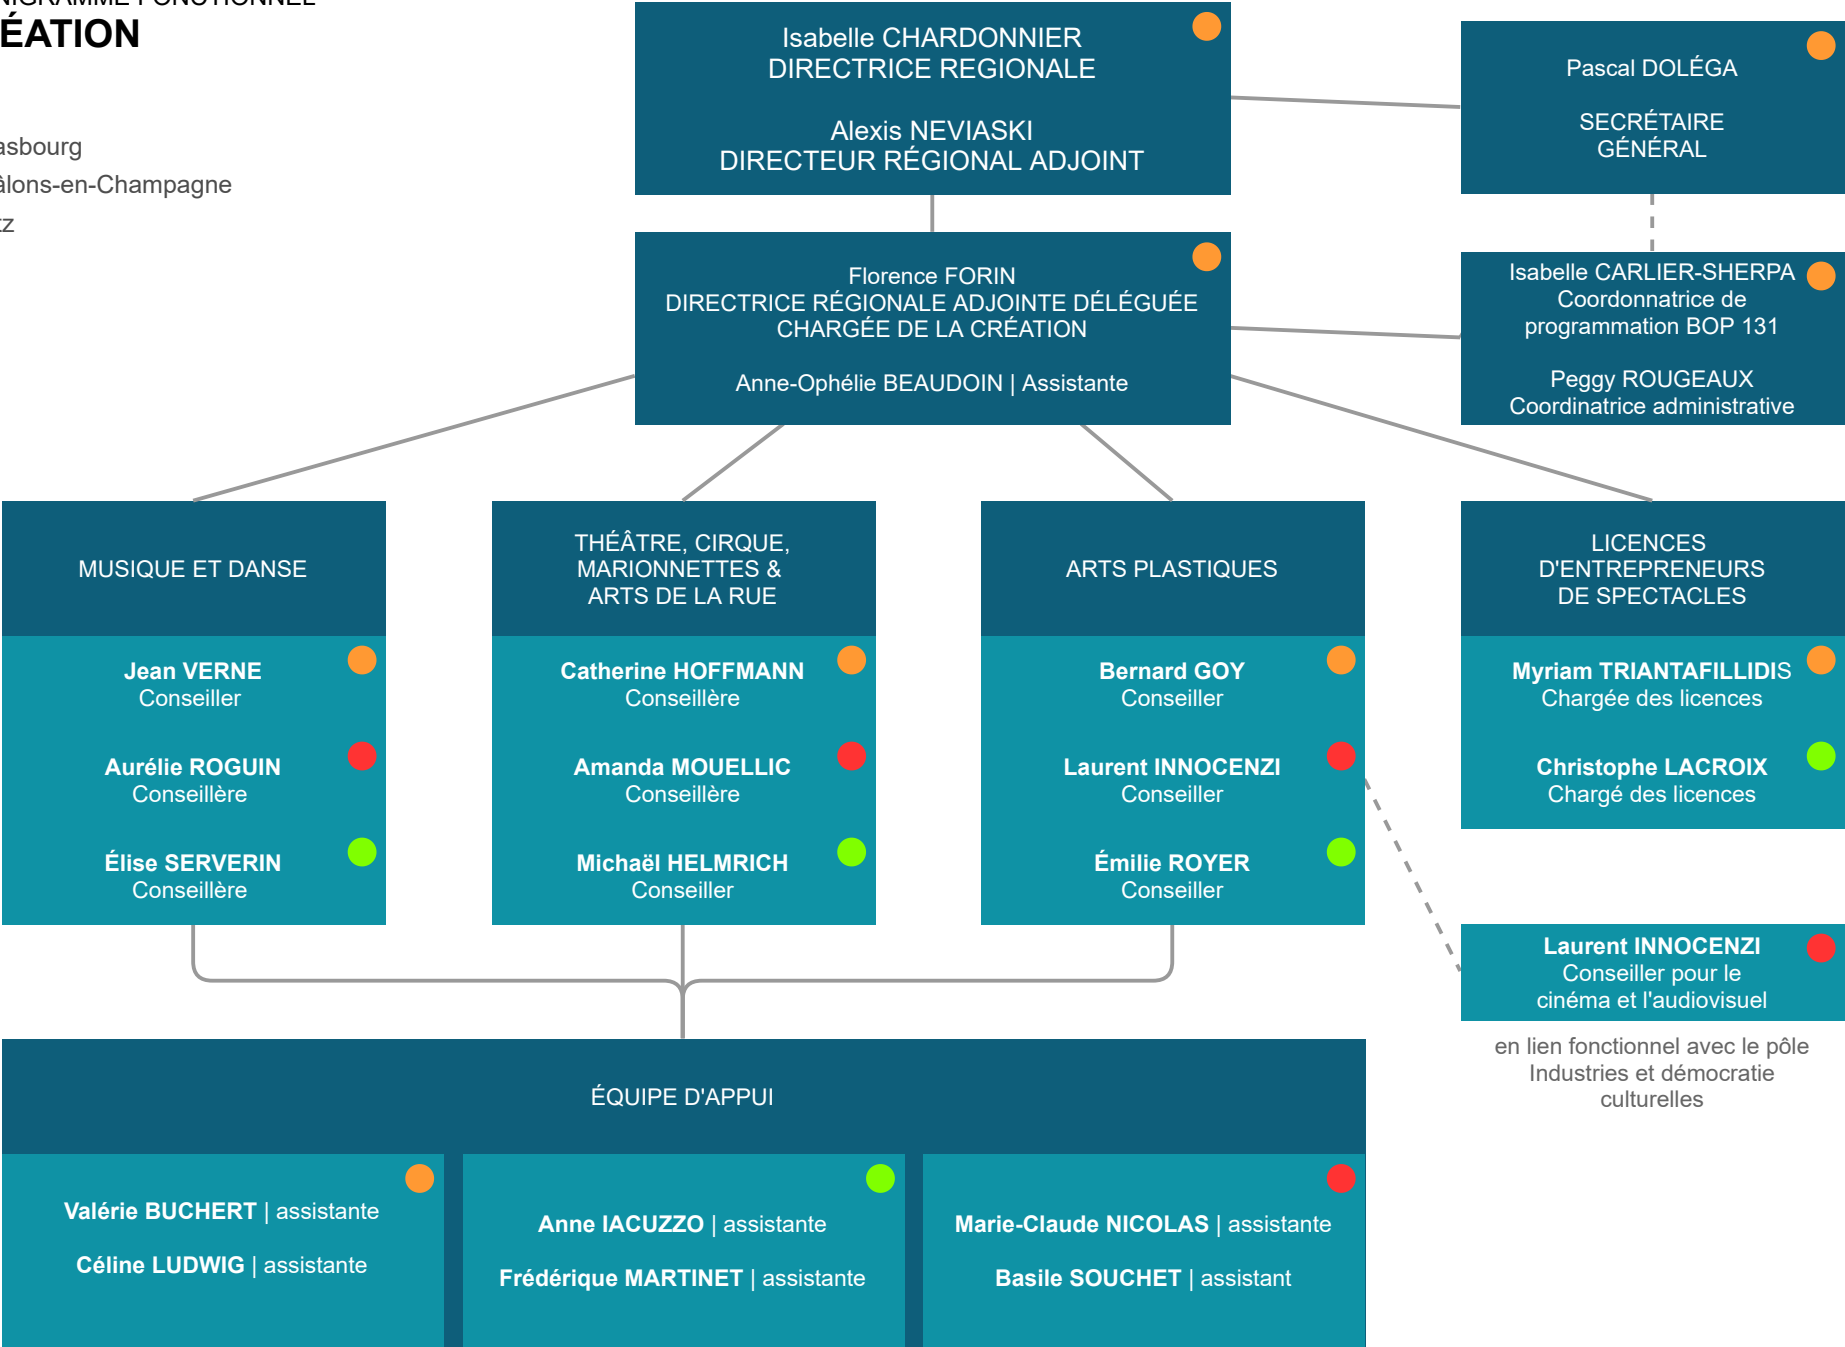 ÉATION
Isabelle CHARDONNIER
DIRECTRICE REGIONALE
Alexis NEVIASKI
DIRECTEUR RÉGIONAL ADJOINT
Pascal DOLÉGA
SECRÉTAIRE
GÉNÉRAL
asbourg
âlons-en-Champagne
tz
Florence FORIN
DIRECTRICE RÉGIONALE ADJOINTE DÉLÉGUÉE
CHARGÉE DE LA CRÉATION
Anne-Ophélie BEAUDOIN | Assistante
Isabelle CARLIER-SHERPA
Coordonnatrice de
programmation BOP 131
Peggy ROUGEAUX
Coordinatrice administrative
MUSIQUE ET DANSE
Jean VERNE
Conseiller
Aurélie ROGUIN
Conseillère
Élise SERVERIN
Conseillère
THÉÂTRE, CIRQUE,
MARIONNETTES &
ARTS DE LA RUE
Catherine HOFFMANN
Conseillère
Amanda MOUELLIC
Conseillère
Michaël HELMRICH
Conseiller
ARTS PLASTIQUES
Bernard GOY
Conseiller
Laurent INNOCENZI
Conseiller
Émilie ROYER
Conseiller
LICENCES
D'ENTREPRENEURS
DE SPECTACLES
Myriam TRIANTAFILLIDIS
Chargée des licences
Christophe LACROIX
Chargé des licences
Laurent INNOCENZI
Conseiller pour le
cinéma et l'audiovisuel
en lien fonctionnel avec le pôle
Industries et démocratie
culturelles
ÉQUIPE D'APPUI
Valérie BUCHERT | assistante
Céline LUDWIG | assistante
Anne IACUZZO | assistante
Frédérique MARTINET | assistante
Marie-Claude NICOLAS | assistante
Basile SOUCHET | assistant